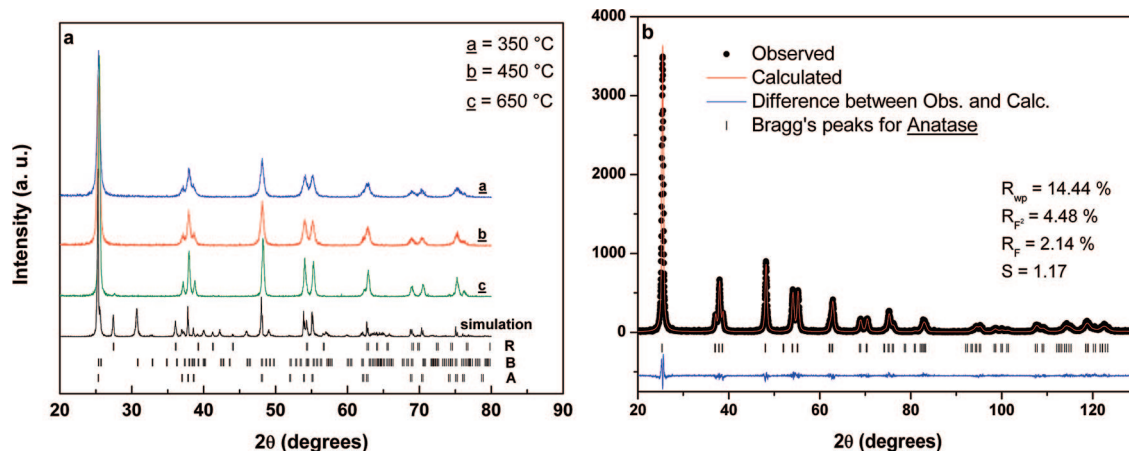 a
a = 350 °C
b = 450 °C
c = 650 °C
a
b
c
simulation
R
B
A
20 30 40 50 60 70 80 90
2θ (degrees)
Intensity (a. u.)
b
Observed
Calculated
Difference between Obs. and Calc.
Bragg's peaks for Anatase
4000
3000
2000
1000
0
Rwp = 14.44 %
RF² = 4.48 %
RF = 2.14 %
S = 1.17
20 40 60 80 100 120
2θ (degrees)